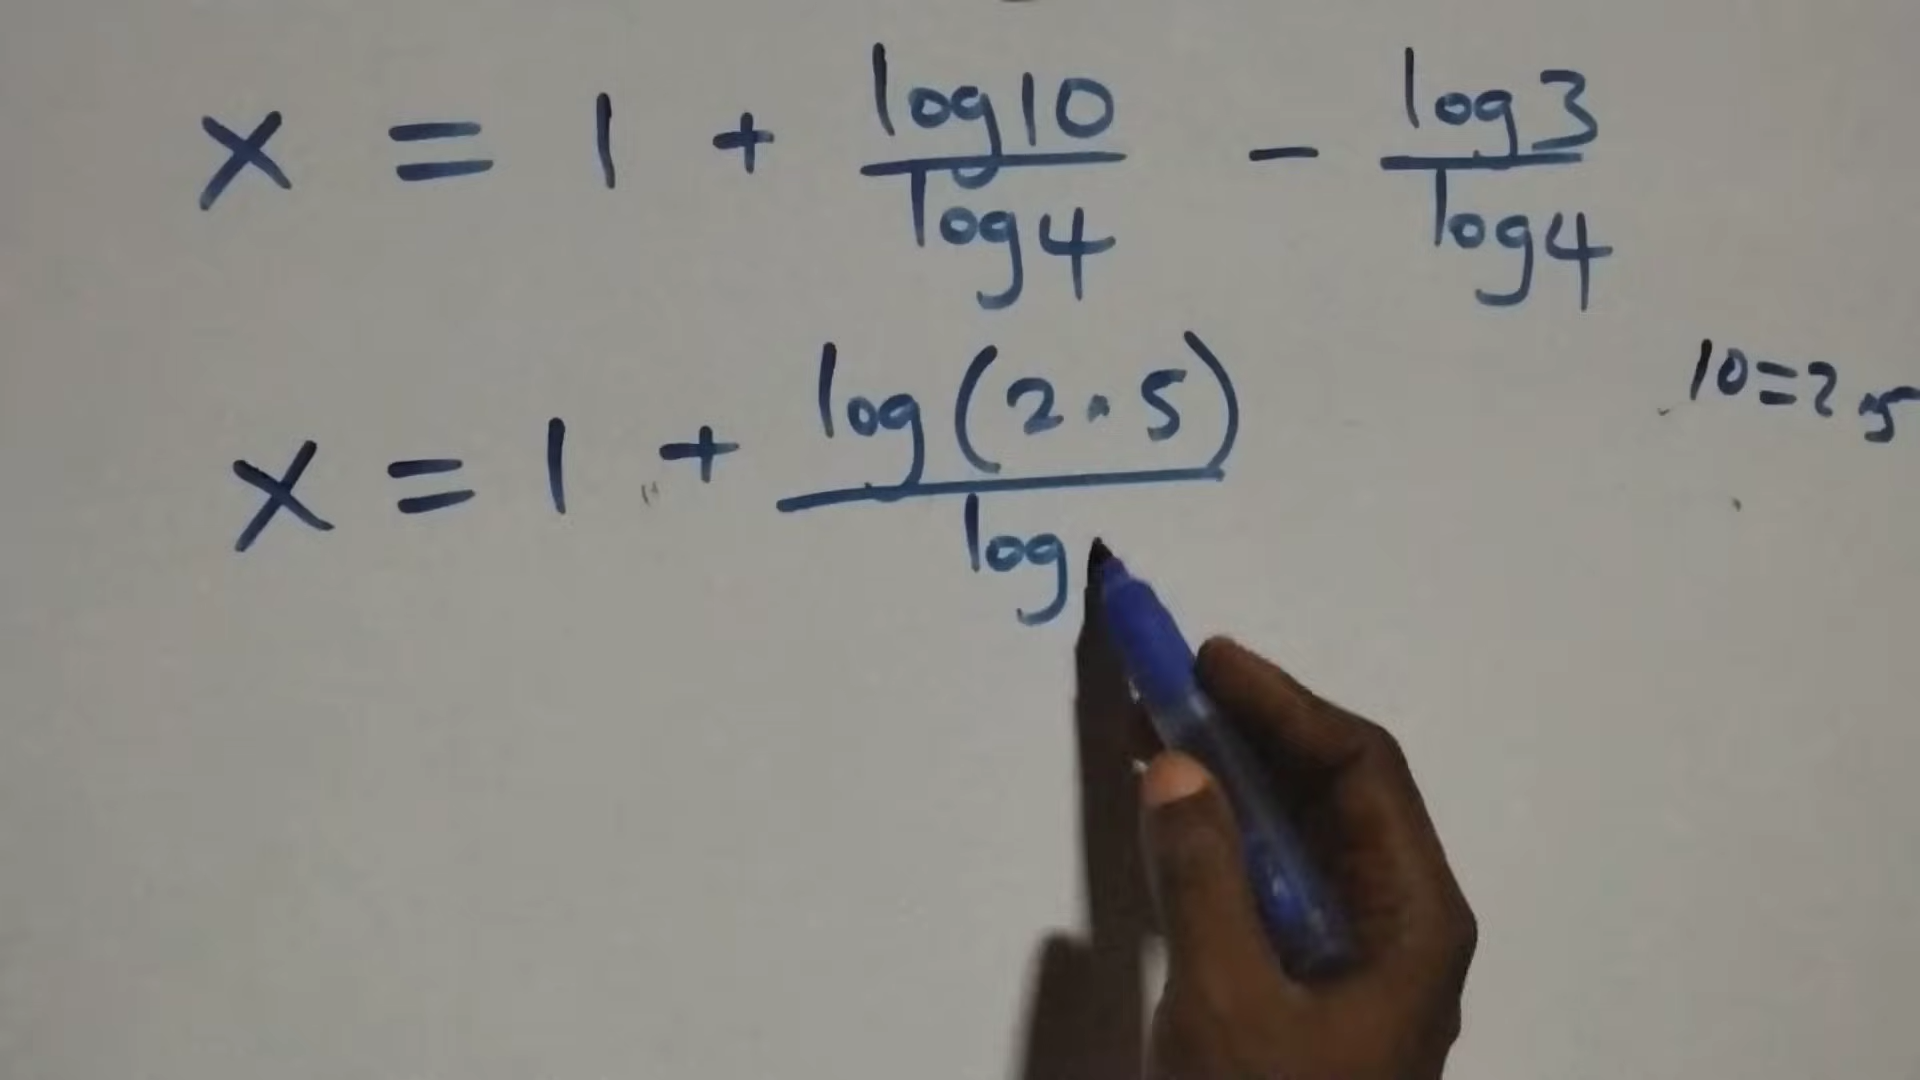 x = 1 + log10/log4 - log3/log4
10=2×5
x = 1 + log(2·5)/log